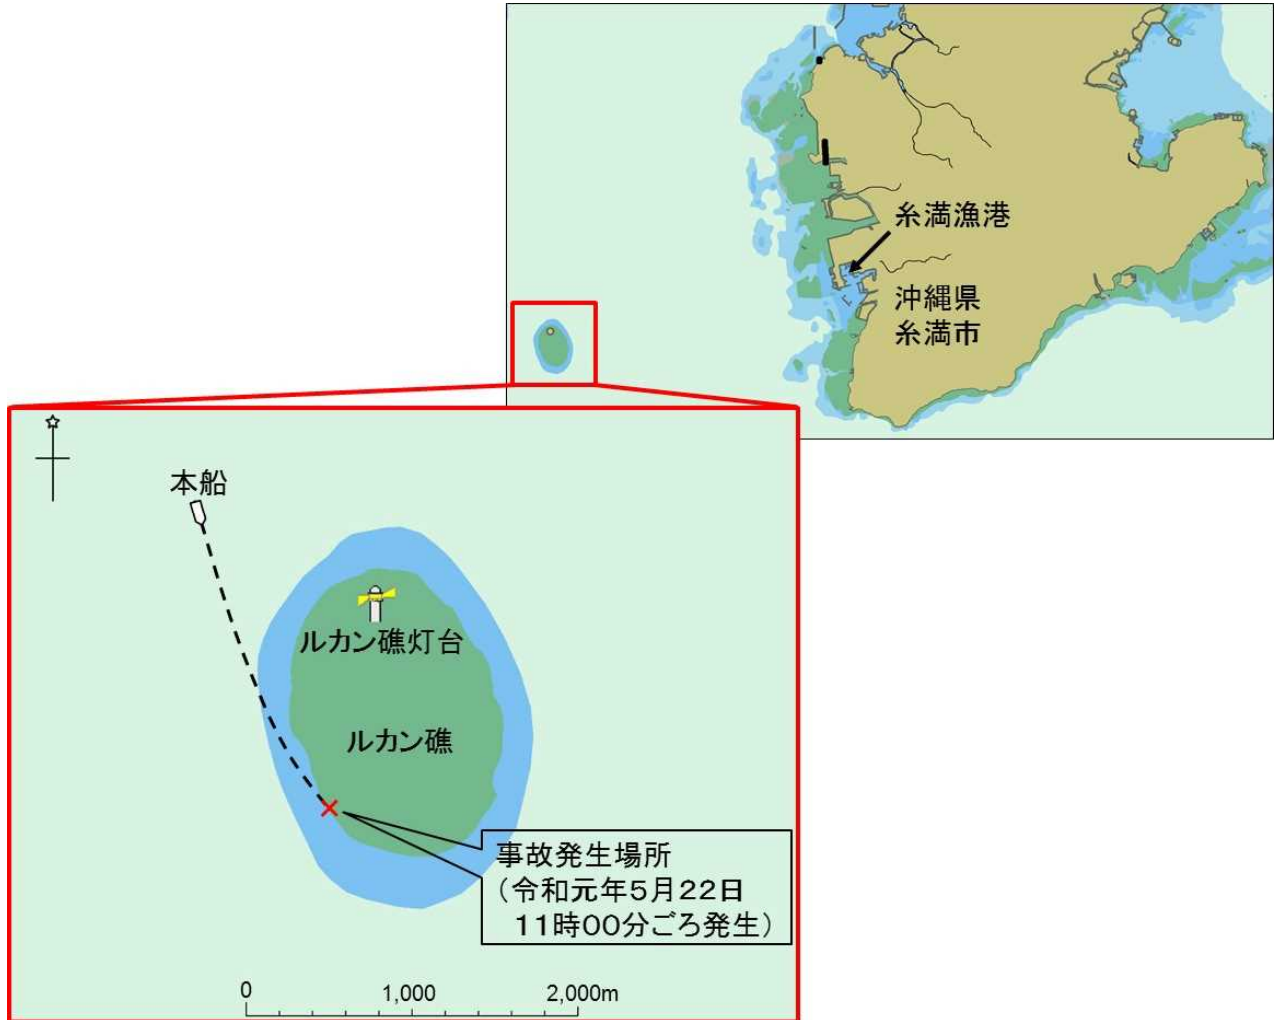 糸満漁港
沖縄県
糸満市
本船
ルカン礁灯台
ルカン礁
事故発生場所
（令和元年５月２２日
１１時００分ごろ発生）
0 1,000 2,000m